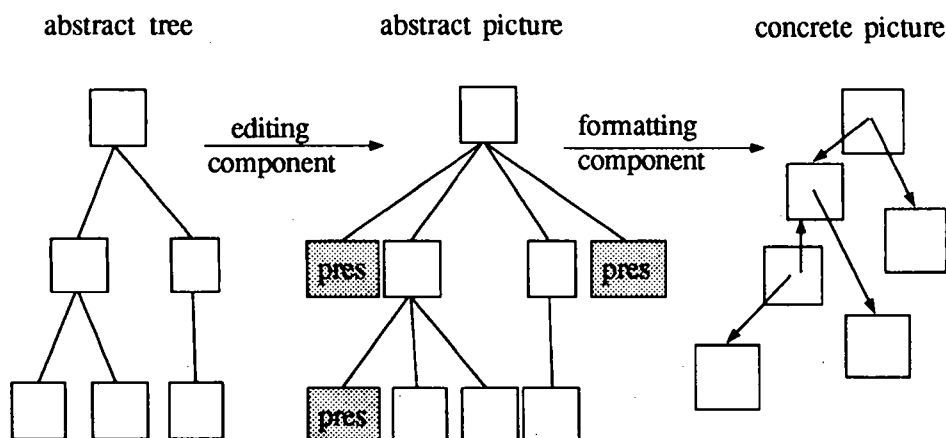 abstract tree
abstract picture
concrete picture
editing
component
formatting
component
pres
pres
pres